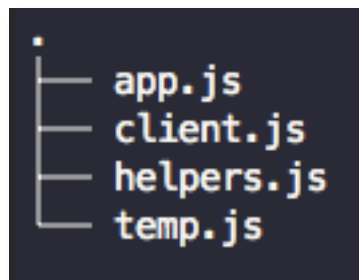 .
├── app.js
├── client.js
├── helpers.js
└── temp.js